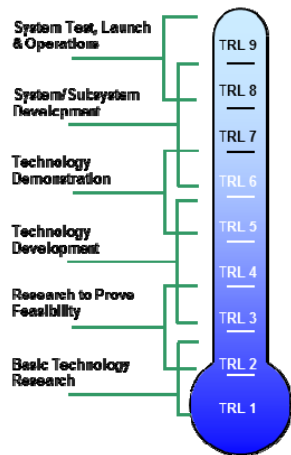 System Test, Launch
& Operations
System/Subsystem
Development
Technology
Demonstration
Technology
Development
Research to Prove
Feasibility
Basic Technology
Research
TRL 9
TRL 8
TRL 7
TRL 6
TRL 5
TRL 4
TRL 3
TRL 2
TRL 1